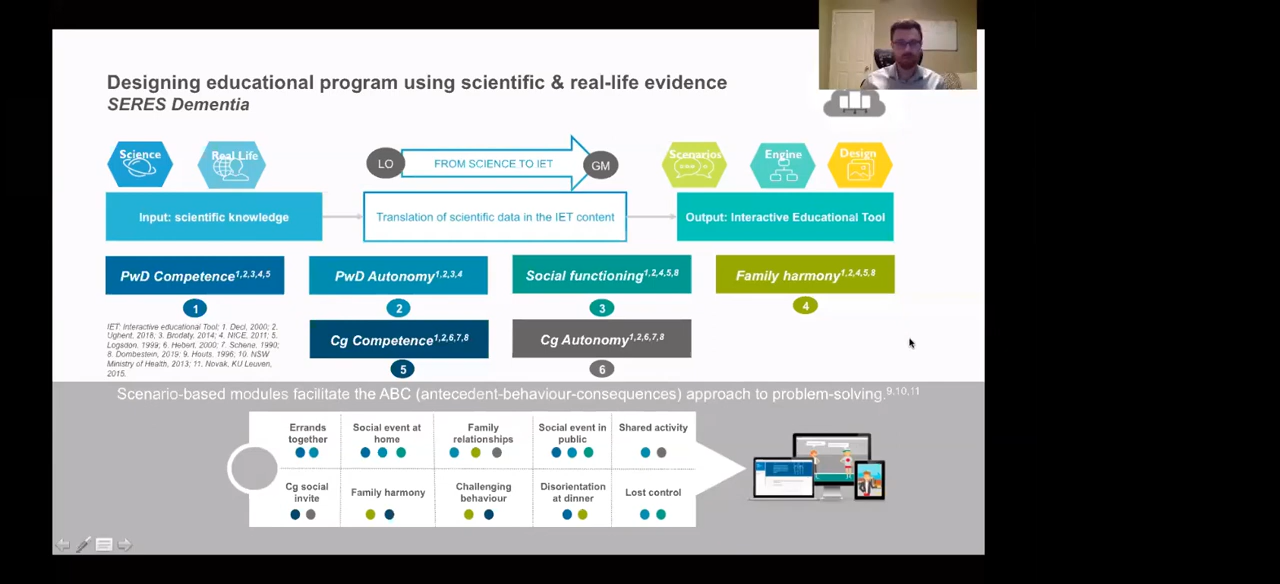 Designing educational program using scientific & real-life evidence
SERES Dementia
Science
Real Life
LO
FROM SCIENCE TO IET
GM
Scenarios
Engine
Design
Input: scientific knowledge
Translation of scientific data in the IET content
Output: Interactive Educational Tool
PwD Competence1,2,3,4,5
PwD Autonomy1,2,3,4
Social functioning1,2,4,5,8
Family harmony1,2,4,5,8
1
2
3
4
Cg Competence1,2,6,7,8
Cg Autonomy1,2,6,7,8
5
6
IET: Interactive educational Tool; 1. Deci, 2000; 2.
Ughent, 2018; 3. Brodaty, 2014; 4. NICE, 2011; 5.
Logsdon, 1999; 6. Hebert, 2000; 7. Schene, 1990;
8. Dombestein, 2019; 9. Houts, 1996; 10. NSW
Ministry of Health, 2013; 11. Novak, KU Leuven,
2015.
Scenario-based modules facilitate the ABC (antecedent-behaviour-consequences) approach to problem-solving.9,10,11
Errands
together
Social event at
home
Family
relationships
Social event in
public
Shared activity
Cg social
invite
Family harmony
Challenging
behaviour
Disorientation
at dinner
Lost control